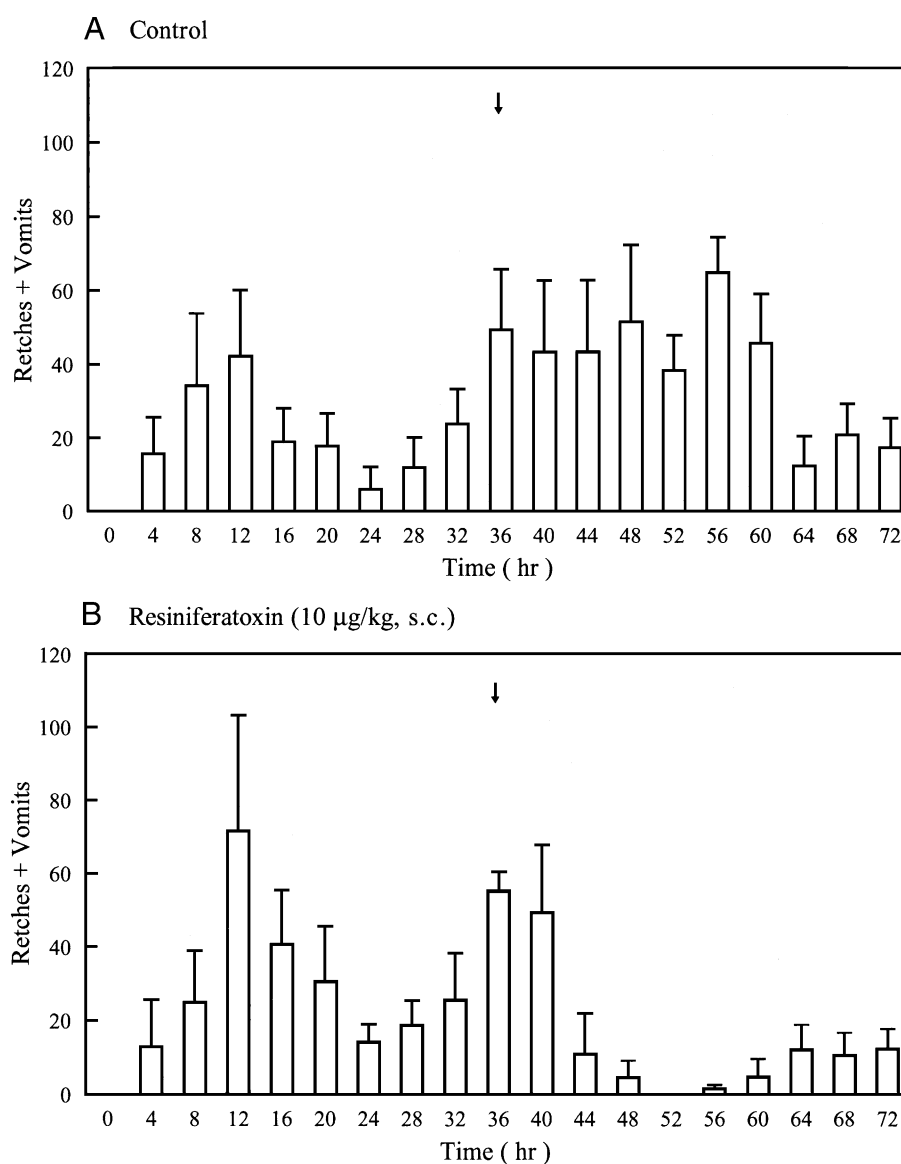 A Control
120
100
80
60
40
20
0
Retches + Vomits
0 4 8 12 16 20 24 28 32 36 40 44 48 52 56 60 64 68 72
Time ( hr )
B Resiniferatoxin (10 µg/kg, s.c.)
120
100
80
60
40
20
0
Retches + Vomits
0 4 8 12 16 20 24 28 32 36 40 44 48 52 56 60 64 68 72
Time ( hr )